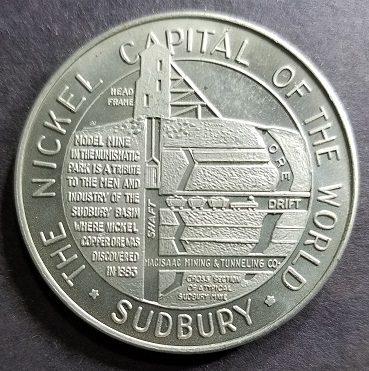 THE NICKEL CAPITAL OF THE WORLD
SUDBURY
HEAD
FRAME
MODEL MINE
IN THE NUMISMATIC
PARK IS A TRIBUTE
TO THE MEN AND
INDUSTRY OF THE
SUDBURY BASIN
WHERE NICKEL
COPPER ORE WAS
DISCOVERED
IN 1883
SHAFT
ORE
DRIFT
MACISAAC MINING & TUNNELING CO.
CROSS SECTION
OF A TYPICAL
SUDBURY MINE